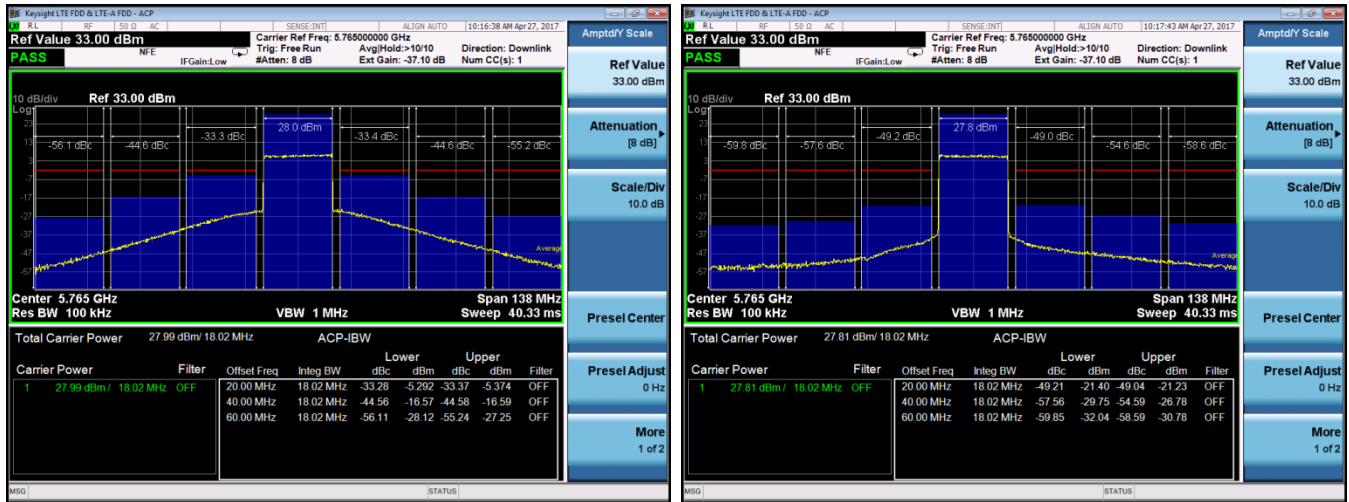 Keysight LTE FDD & LTE-A FDD - ACP
RL RF 50 Ω AC SENSE:INT ALIGN AUTO 10:16:38 AM Apr 27, 2017
Ref Value 33.00 dBm
Carrier Ref Freq: 5.765000000 GHz
PASS NFE Trig: Free Run Avg|Hold:>10/10 Direction: Downlink
IFGain:Low #Atten: 8 dB Ext Gain: -37.10 dB Num CC(s): 1
10 dB/div Ref 33.00 dBm
Log
23
28.0 dBm
13
-56.1 dBc -44.6 dBc -33.3 dBc -33.4 dBc -44.6 dBc -55.2 dBc
3
-7
-17
-27
-37
-47
Average
-57
Center 5.765 GHz Span 138 MHz
Res BW 100 kHz VBW 1 MHz Sweep 40.33 ms
Total Carrier Power 27.99 dBm/ 18.02 MHz ACP-IBW
Lower Upper
Carrier Power Filter Offset Freq Integ BW dBc dBm dBc dBm Filter
1 27.99 dBm / 18.02 MHz OFF 20.00 MHz 18.02 MHz -33.28 -5.292 -33.37 -5.374 OFF
40.00 MHz 18.02 MHz -44.56 -16.57 -44.58 -16.59 OFF
60.00 MHz 18.02 MHz -56.11 -28.12 -55.24 -27.25 OFF
MSG STATUS
Amptd/Y Scale
Ref Value
33.00 dBm
Attenuation
[8 dB]
Scale/Div
10.0 dB
Presel Center
Presel Adjust
0 Hz
More
1 of 2
Keysight LTE FDD & LTE-A FDD - ACP
RL RF 50 Ω AC SENSE:INT ALIGN AUTO 10:17:43 AM Apr 27, 2017
Ref Value 33.00 dBm
Carrier Ref Freq: 5.765000000 GHz
PASS NFE Trig: Free Run Avg|Hold:>10/10 Direction: Downlink
IFGain:Low #Atten: 8 dB Ext Gain: -37.10 dB Num CC(s): 1
10 dB/div Ref 33.00 dBm
Log
23
27.8 dBm
13
-59.8 dBc -57.6 dBc -49.2 dBc -49.0 dBc -54.6 dBc -58.6 dBc
3
-7
-17
-27
-37
-47
Average
-57
Center 5.765 GHz Span 138 MHz
Res BW 100 kHz VBW 1 MHz Sweep 40.33 ms
Total Carrier Power 27.81 dBm/ 18.02 MHz ACP-IBW
Lower Upper
Carrier Power Filter Offset Freq Integ BW dBc dBm dBc dBm Filter
1 27.81 dBm / 18.02 MHz OFF 20.00 MHz 18.02 MHz -49.21 -21.40 -49.04 -21.23 OFF
40.00 MHz 18.02 MHz -57.56 -29.75 -54.59 -26.78 OFF
60.00 MHz 18.02 MHz -59.85 -32.04 -58.59 -30.78 OFF
MSG STATUS
Amptd/Y Scale
Ref Value
33.00 dBm
Attenuation
[8 dB]
Scale/Div
10.0 dB
Presel Center
Presel Adjust
0 Hz
More
1 of 2